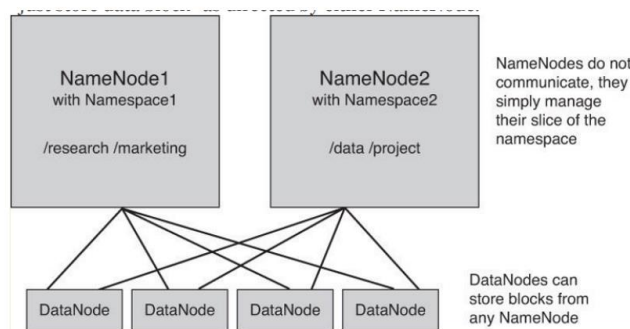 NameNode1
with Namespace1
/research /marketing
NameNode2
with Namespace2
/data /project
NameNodes do not
communicate, they
simply manage
their slice of the
namespace
DataNode
DataNode
DataNode
DataNode
DataNodes can
store blocks from
any NameNode